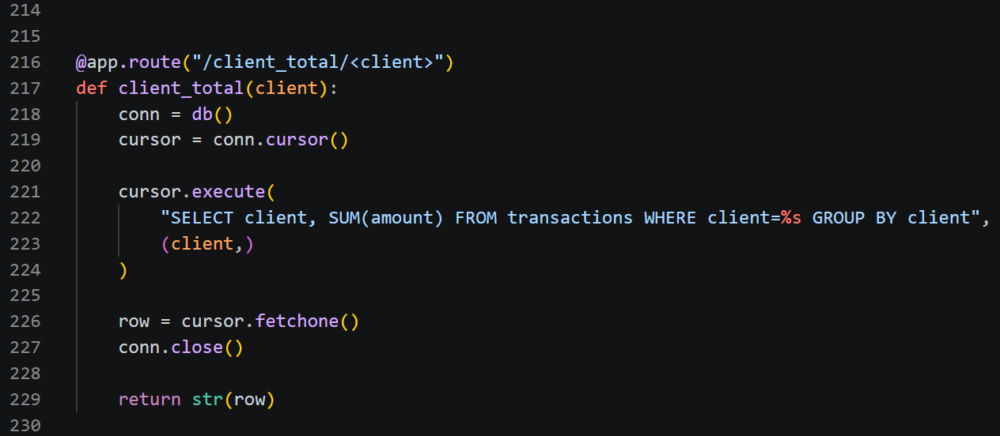 214
215
216 @app.route("/client_total/<client>")
217 def client_total(client):
218     conn = db()
219     cursor = conn.cursor()
220
221     cursor.execute(
222         "SELECT client, SUM(amount) FROM transactions WHERE client=%s GROUP BY client",
223         (client,)
224     )
225
226     row = cursor.fetchone()
227     conn.close()
228
229     return str(row)
230